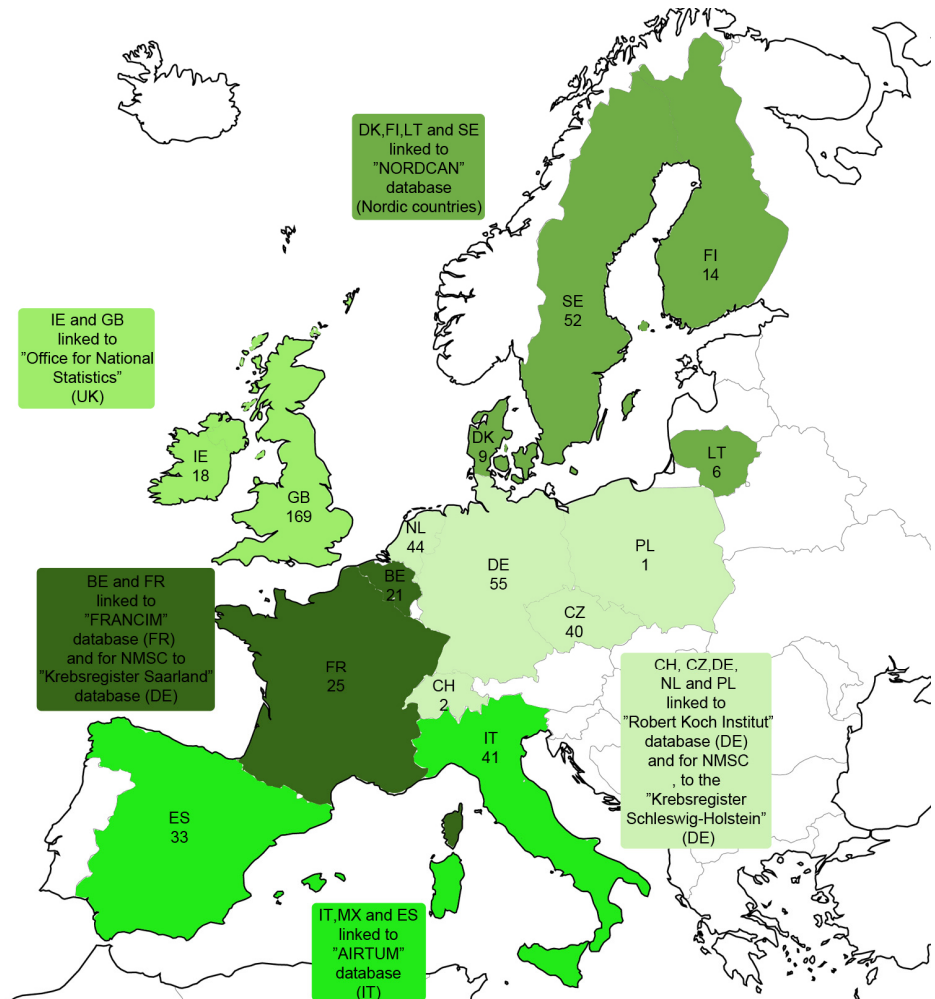 DK,FI,LT and SE
linked to
"NORDCAN"
database
(Nordic countries)
FI
14
SE
52
IE and GB
linked to
"Office for National
Statistics"
(UK)
DK
9
LT
6
IE
18
GB
169
NL
44
DE
55
PL
1
BE
21
CZ
40
BE and FR
linked to
"FRANCIM"
database (FR)
and for NMSC to
"Krebsregister Saarland"
database (DE)
FR
25
CH
2
CH, CZ,DE,
NL and PL
linked to
"Robert Koch Institut"
database (DE)
and for NMSC
, to the
"Krebsregister
Schleswig-Holstein"
(DE)
IT
41
ES
33
IT,MX and ES
linked to
"AIRTUM"
database
(IT)